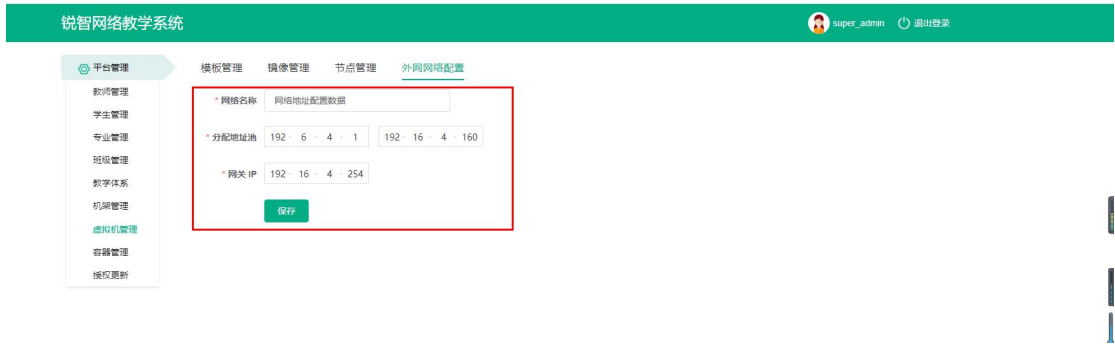 锐智网络教学系统
super_admin 退出登录
平台管理
教师管理
学生管理
专业管理
班级管理
教学体系
机架管理
虚拟机管理
容器管理
授权更新
模板管理 镜像管理 节点管理 外网网络配置
* 网络名称 网络地址配置数据
* 分配地址池 192 · 6 · 4 · 1 192 · 16 · 4 · 160
* 网关 IP 192 · 16 · 4 · 254
保存